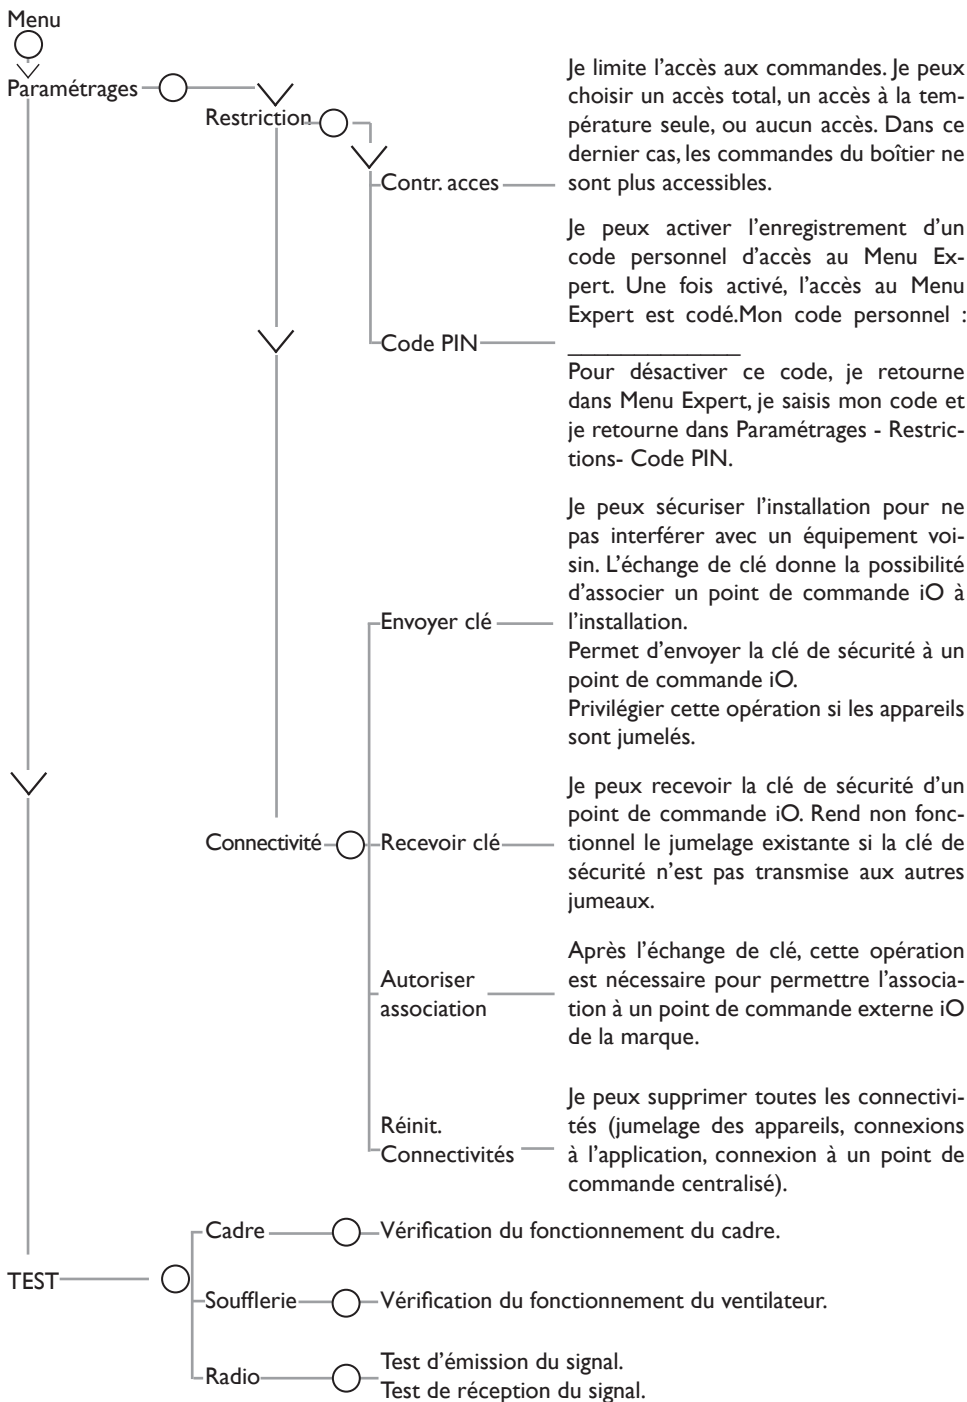 Menu
Paramétrages
Restriction
Contr. acces
Je limite l'accès aux commandes. Je peux
choisir un accès total, un accès à la tem-
pérature seule, ou aucun accès. Dans ce
dernier cas, les commandes du boîtier ne
sont plus accessibles.
Code PIN
Je peux activer l'enregistrement d'un
code personnel d'accès au Menu Ex-
pert. Une fois activé, l'accès au Menu
Expert est codé.Mon code personnel :
_____________
Pour désactiver ce code, je retourne
dans Menu Expert, je saisis mon code et
je retourne dans Paramétrages - Restric-
tions- Code PIN.
Connectivité
Envoyer clé
Je peux sécuriser l'installation pour ne
pas interférer avec un équipement voi-
sin. L'échange de clé donne la possibilité
d'associer un point de commande iO à
l'installation.
Permet d'envoyer la clé de sécurité à un
point de commande iO.
Privilégier cette opération si les appareils
sont jumelés.
Recevoir clé
Je peux recevoir la clé de sécurité d'un
point de commande iO. Rend non fonc-
tionnel le jumelage existante si la clé de
sécurité n'est pas transmise aux autres
jumeaux.
Autoriser
association
Après l'échange de clé, cette opération
est nécessaire pour permettre l'associa-
tion à un point de commande externe iO
de la marque.
Réinit.
Connectivités
Je peux supprimer toutes les connectivi-
tés (jumelage des appareils, connexions
à l'application, connexion à un point de
commande centralisé).
TEST
Cadre
Vérification du fonctionnement du cadre.
Soufflerie
Vérification du fonctionnement du ventilateur.
Radio
Test d'émission du signal.
Test de réception du signal.